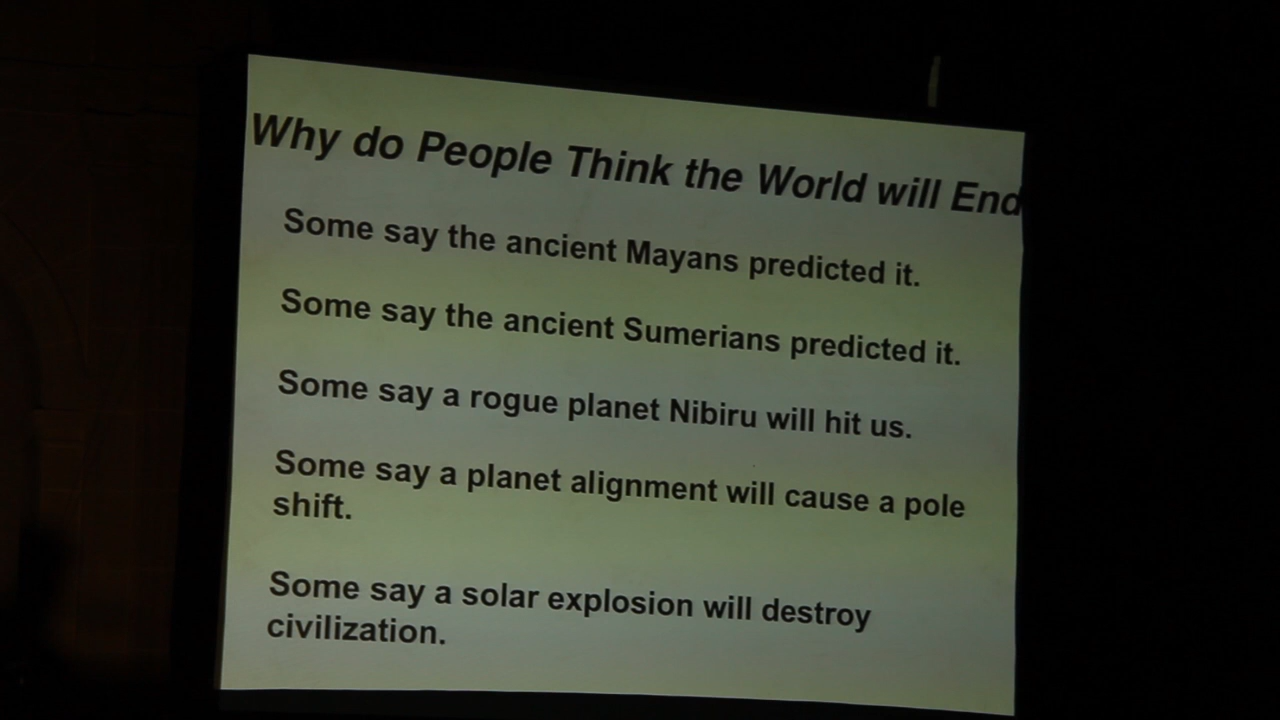 Why do People Think the World will End
Some say the ancient Mayans predicted it.
Some say the ancient Sumerians predicted it.
Some say a rogue planet Nibiru will hit us.
Some say a planet alignment will cause a pole
shift.
Some say a solar explosion will destroy
civilization.